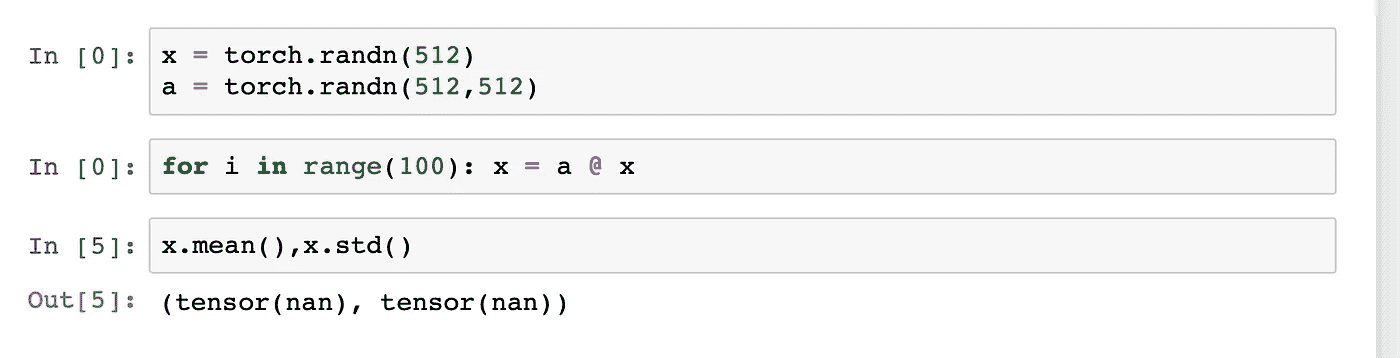 In [0]: x = torch.randn(512)
a = torch.randn(512,512)
In [0]: for i in range(100): x = a @ x
In [5]: x.mean(),x.std()
Out[5]: (tensor(nan), tensor(nan))